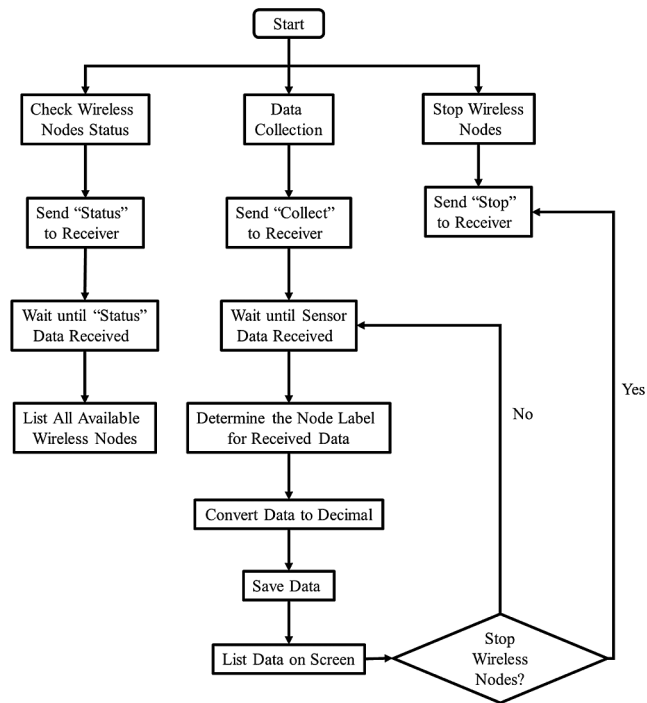 Start
Check Wireless
Nodes Status
Data
Collection
Stop Wireless
Nodes
Send “Status”
to Receiver
Send “Collect”
to Receiver
Send “Stop”
to Receiver
Wait until “Status”
Data Received
Wait until Sensor
Data Received
List All Available
Wireless Nodes
Determine the Node Label
for Received Data
No
Yes
Convert Data to Decimal
Save Data
List Data on Screen
Stop
Wireless
Nodes?